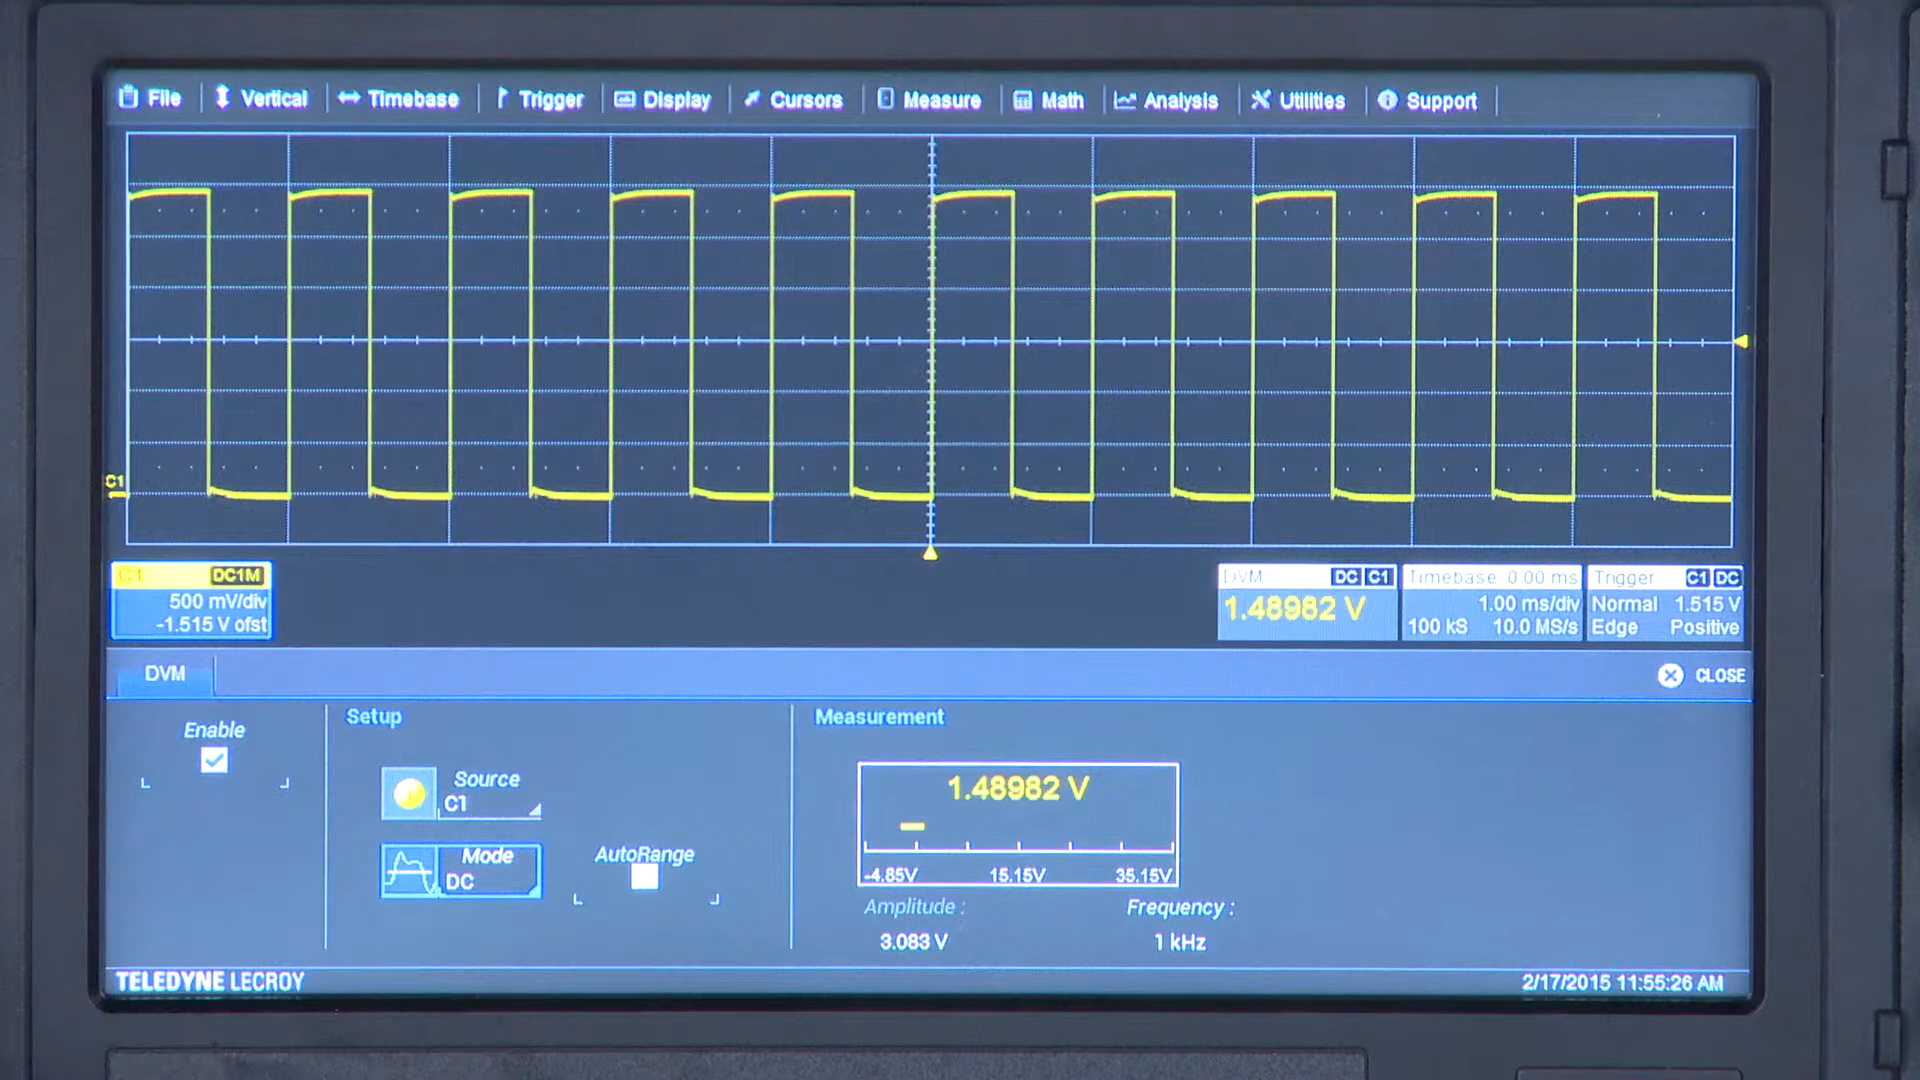 File Vertical Timebase Trigger Display Cursors Measure Math Analysis Utilities Support
C1
C1 DC1M
500 mV/div
-1.515 V ofst
DVM DC C1
1.48982 V
Timebase 0.00 ms
1.00 ms/div
100 kS 10.0 MS/s
Trigger C1 DC
Normal 1.515 V
Edge Positive
DVM
CLOSE
Enable
Setup
Source
C1
Mode
DC
AutoRange
Measurement
1.48982 V
-4.85V 15.15V 35.15V
Amplitude : Frequency :
3.083 V 1 kHz
TELEDYNE LECROY 2/17/2015 11:55:26 AM